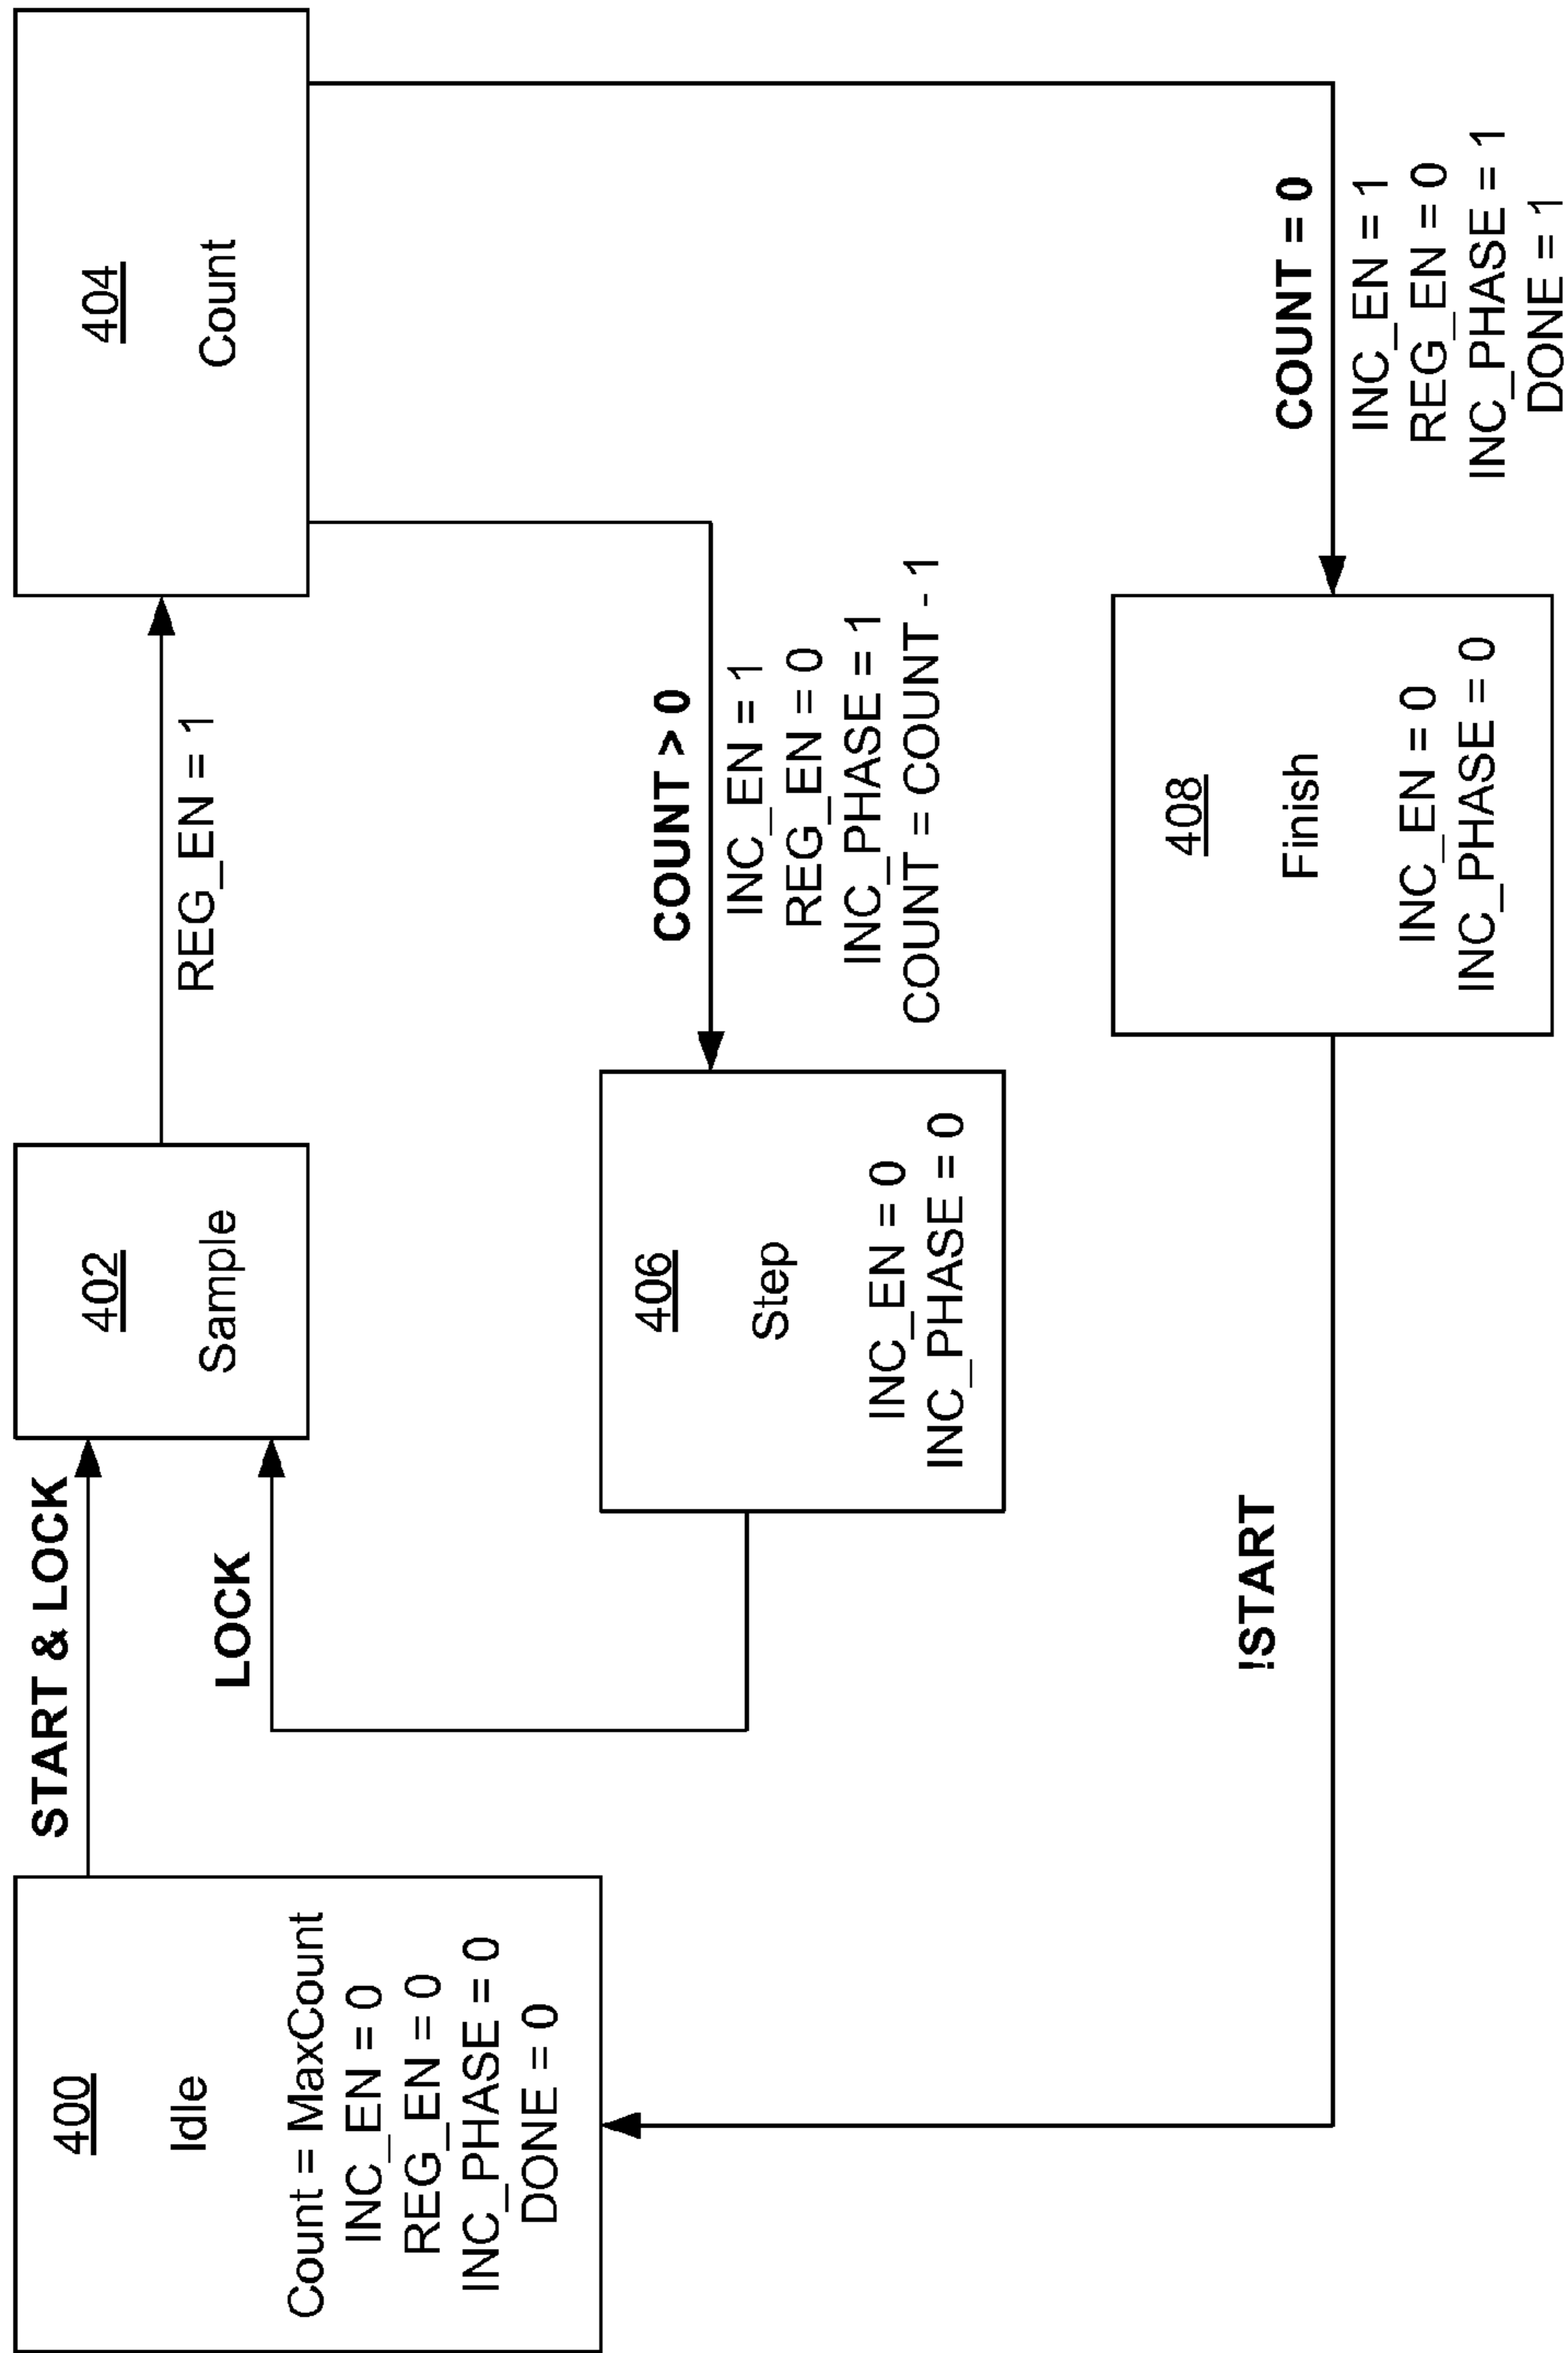 400
Idle
Count = MaxCount
INC_EN = 0
REG_EN = 0
INC_PHASE = 0
DONE = 0
START & LOCK
LOCK
402
Sample
REG_EN = 1
404
Count
406
Step
INC_EN = 0
INC_PHASE = 0
COUNT > 0
INC_EN = 1
REG_EN = 0
INC_PHASE = 1
COUNT = COUNT - 1
!START
408
Finish
INC_EN = 0
INC_PHASE = 0
COUNT = 0
INC_EN = 1
REG_EN = 0
INC_PHASE = 1
DONE = 1